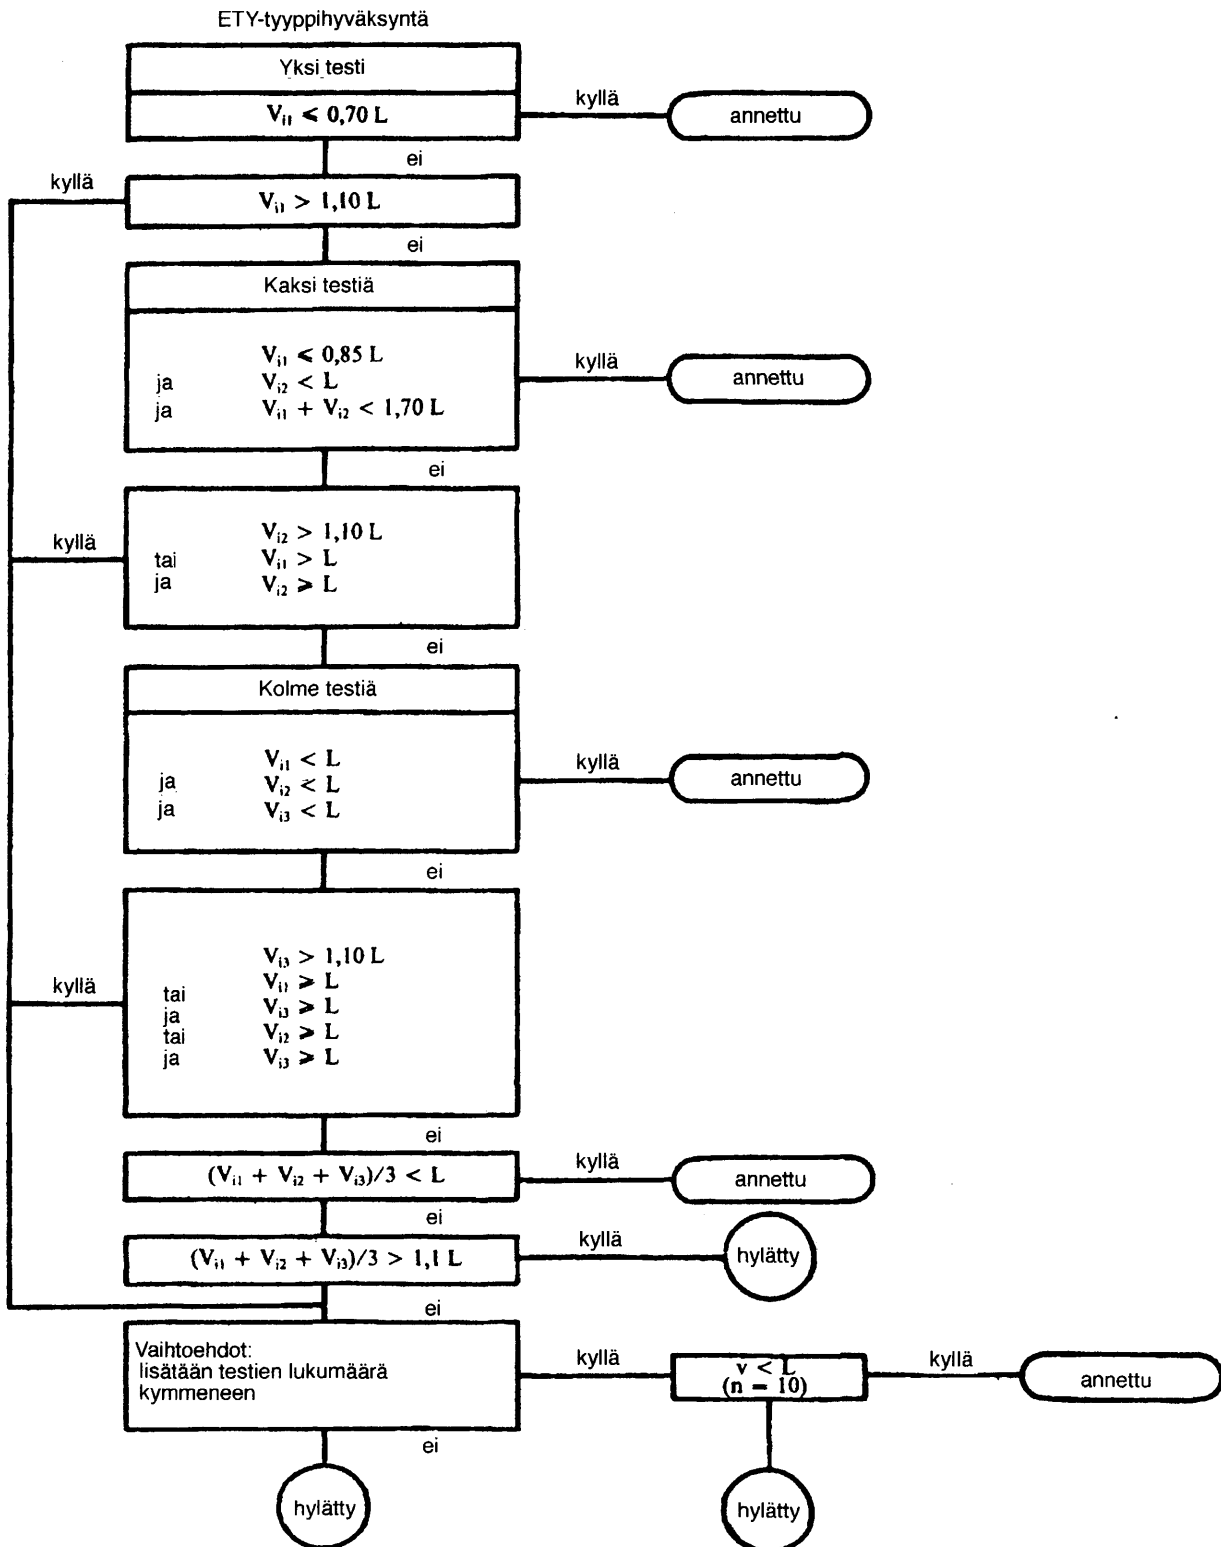 ETY-tyyppihyväksyntä
Yksi testi
V_i1 ⩽ 0,70 L
kyllä
annettu
ei
kyllä
V_i1 > 1,10 L
ei
Kaksi testiä
V_i1 ⩽ 0,85 L
ja V_i2 < L
ja V_i1 + V_i2 < 1,70 L
kyllä
annettu
ei
kyllä
V_i2 > 1,10 L
tai V_i1 > L
ja V_i2 ⩾ L
ei
Kolme testiä
V_i1 < L
ja V_i2 < L
ja V_i3 < L
kyllä
annettu
ei
kyllä
V_i3 > 1,10 L
tai V_i1 ⩾ L
ja V_i3 ⩾ L
tai V_i2 ⩾ L
ja V_i3 ⩾ L
ei
(V_i1 + V_i2 + V_i3)/3 < L
kyllä
annettu
ei
(V_i1 + V_i2 + V_i3)/3 > 1,1 L
kyllä
hylätty
ei
Vaihtoehdot:
lisätään testien lukumäärä
kymmeneen
kyllä
v < L
(n = 10)
kyllä
annettu
ei
hylätty
hylätty